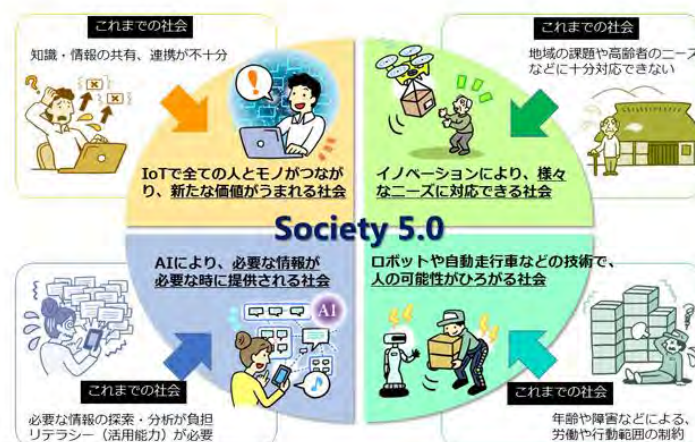 これまでの社会
知識・情報の共有、連携が不十分
IoTで全ての人とモノがつなが
り、新たな価値がうまれる社会
これまでの社会
地域の課題や高齢者のニーズ
などに十分対応できない
イノベーションにより、様々
なニーズに対応できる社会
Society 5.0
AIにより、必要な情報が
必要な時に提供される社会
AI
これまでの社会
必要な情報の探索・分析が負担
リテラシー（活用能力）が必要
ロボットや自動走行車などの技術で、
人の可能性がひろがる社会
これまでの社会
年齢や障害などによる、
労働や行動範囲の制約